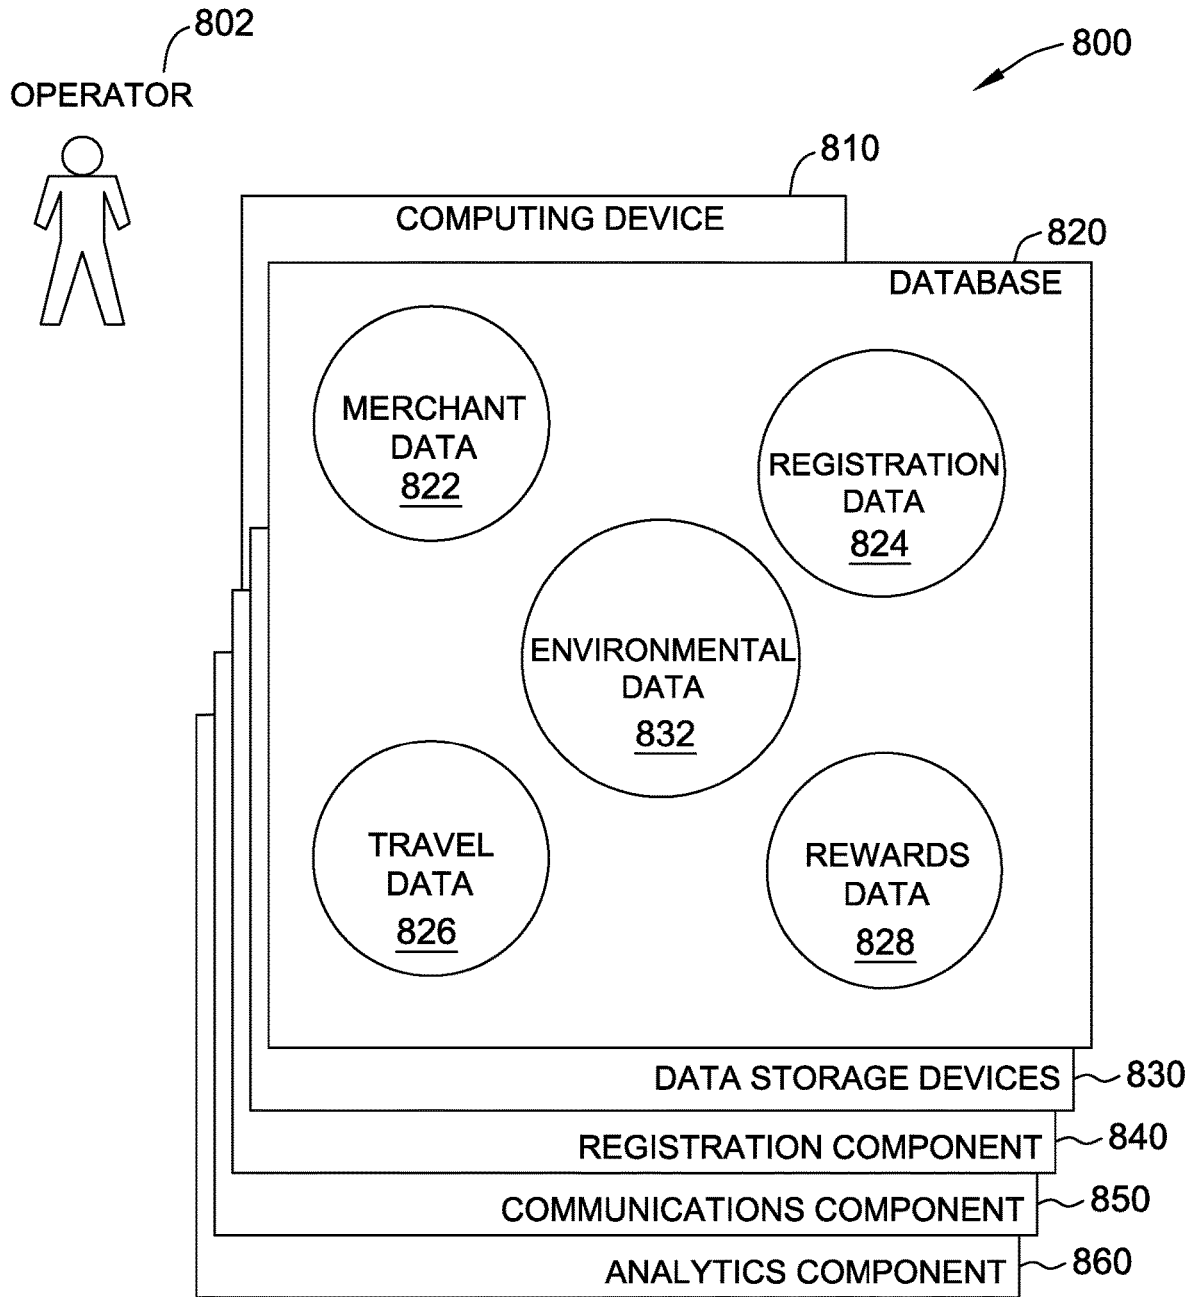 802
OPERATOR
800
810
COMPUTING DEVICE
820
DATABASE
MERCHANT
DATA
822
REGISTRATION
DATA
824
ENVIRONMENTAL
DATA
832
TRAVEL
DATA
826
REWARDS
DATA
828
DATA STORAGE DEVICES
830
REGISTRATION COMPONENT
840
COMMUNICATIONS COMPONENT
850
ANALYTICS COMPONENT
860